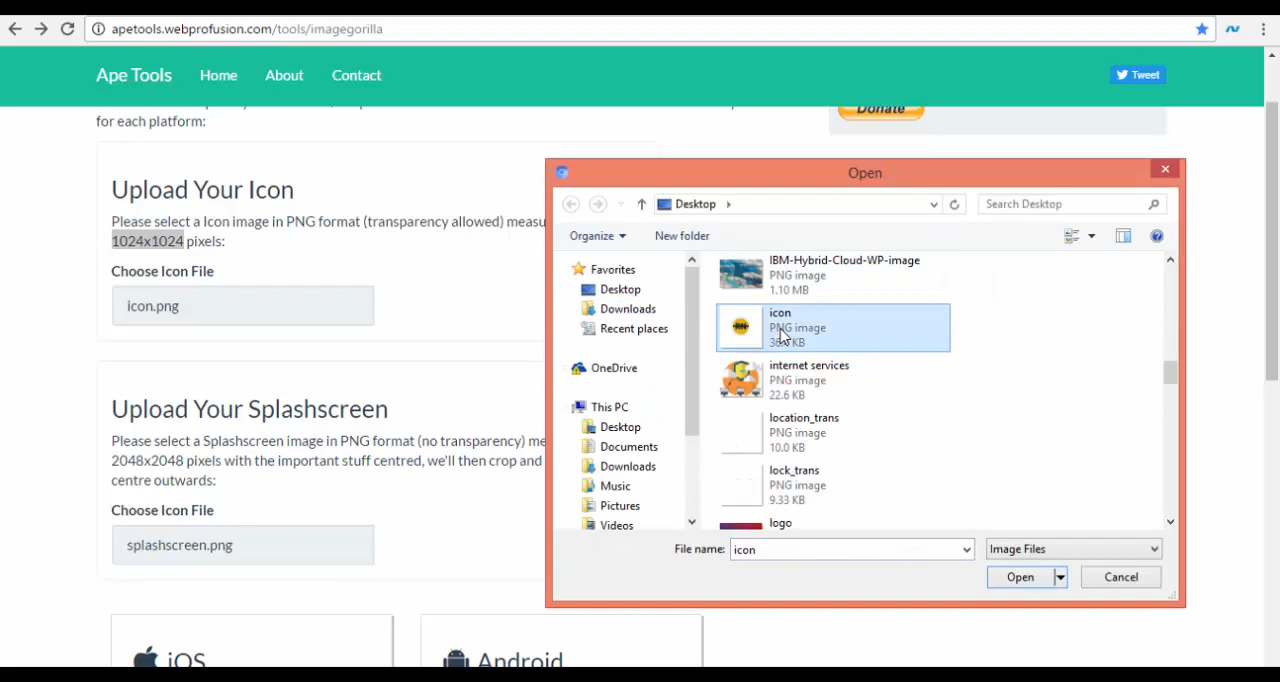 apetools.webprofusion.com/tools/imagegorilla
Ape Tools Home About Contact
Tweet
Donate
for each platform:
Upload Your Icon
Please select a Icon image in PNG format (transparency allowed) measu
1024x1024 pixels:
Choose Icon File
icon.png
Upload Your Splashscreen
Please select a Splashscreen image in PNG format (no transparency) me
2048x2048 pixels with the important stuff centred, we'll then crop and
centre outwards:
Choose Icon File
splashscreen.png
iOS
Android
Open
Desktop
Search Desktop
Organize
New folder
Favorites
Desktop
Downloads
Recent places
OneDrive
This PC
Desktop
Documents
Downloads
Music
Pictures
Videos
IBM-Hybrid-Cloud-WP-image
PNG image
1.10 MB
icon
PNG image
KB
internet services
PNG image
22.6 KB
location_trans
PNG image
10.0 KB
lock_trans
PNG image
9.33 KB
logo
File name: icon
Image Files
Open
Cancel